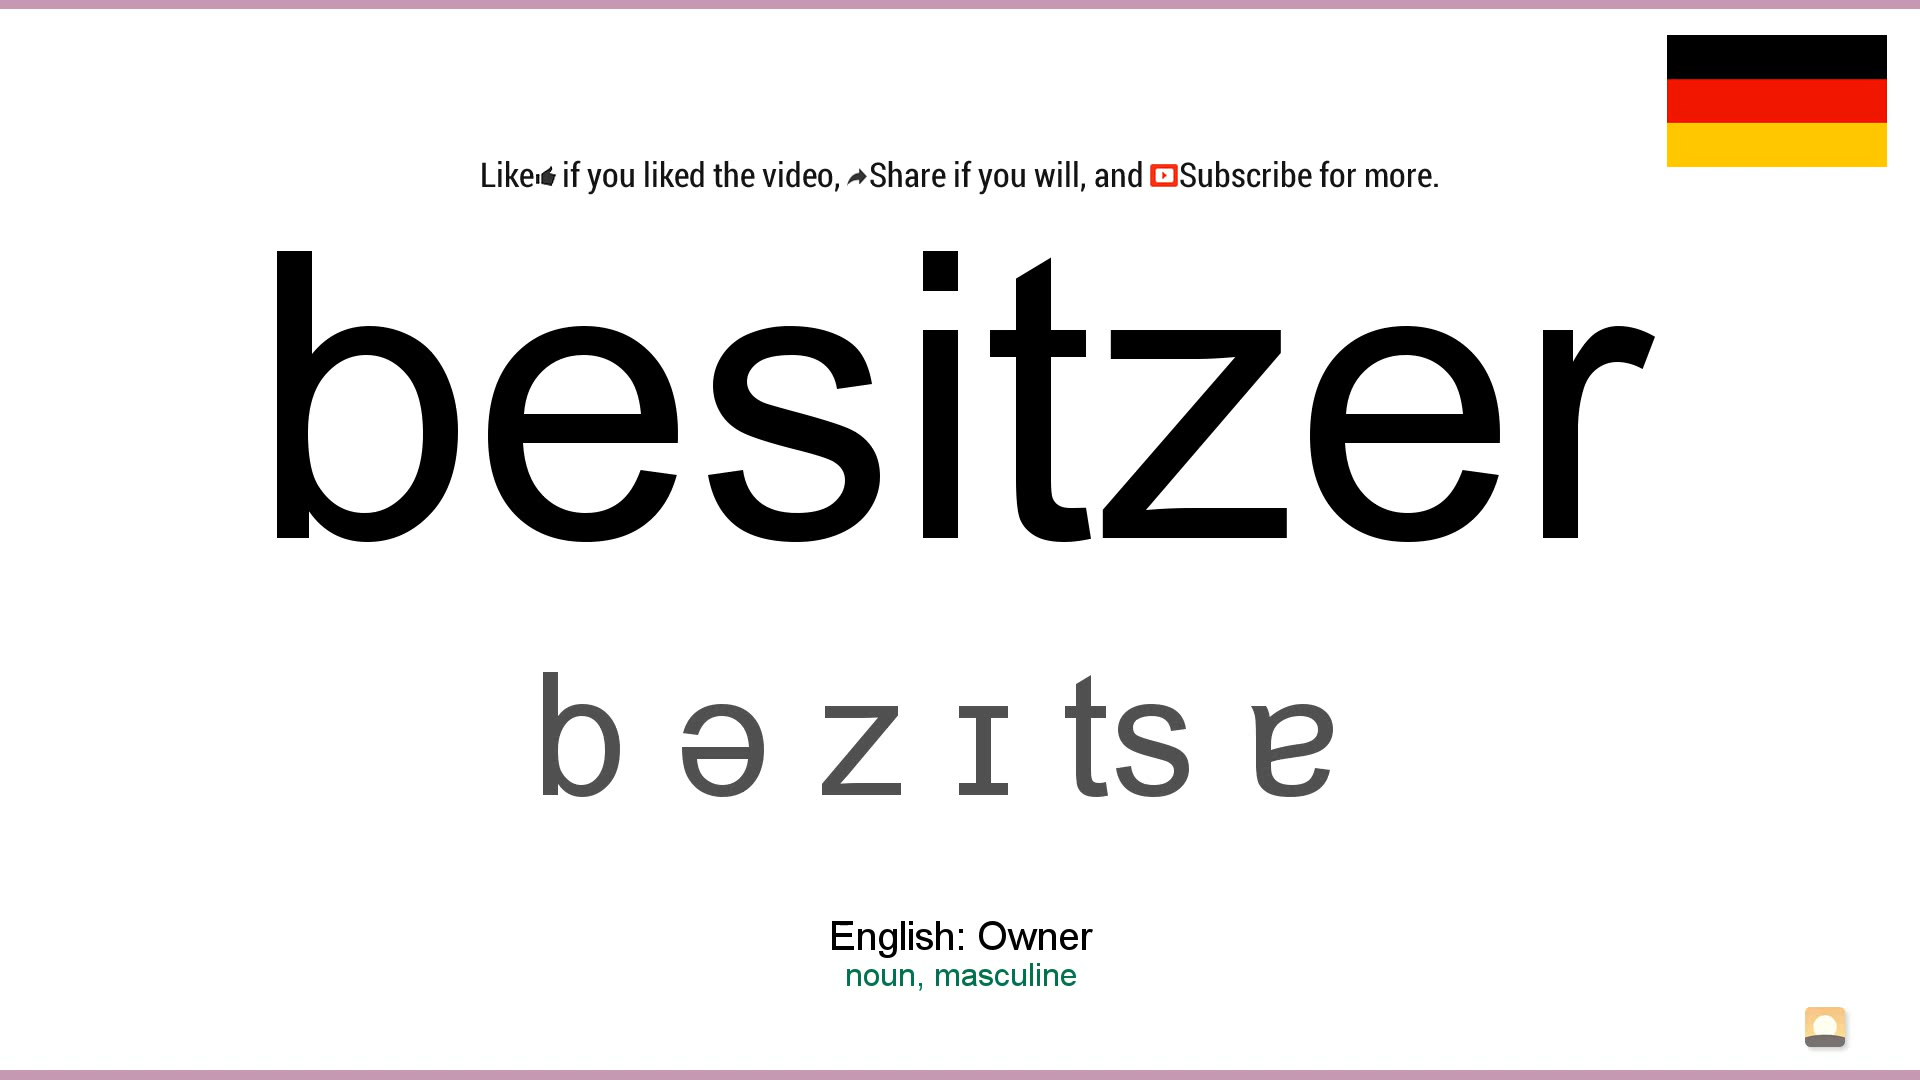 Like if you liked the video, Share if you will, and Subscribe for more.
besitzer
b ə z ɪ ts ɐ
English: Owner
noun, masculine